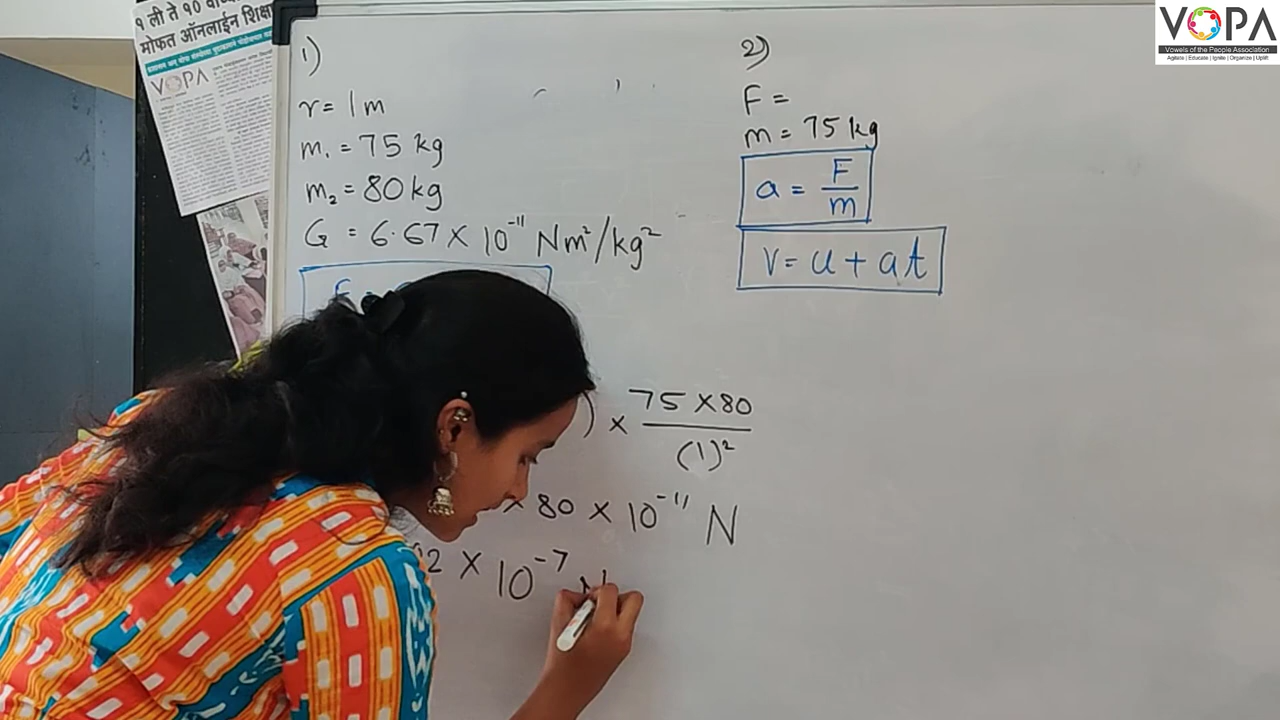 १ ली ते १०
मोफत ऑनलाईन शिक्षण
VOPA
1)
r = 1 m
m₁ = 75 kg
m₂ = 80 kg
G = 6.67 × 10⁻¹¹ Nm²/kg²
F =
) × 75 × 80
(1)²
× 80 × 10⁻¹¹ N
02 × 10⁻⁷ N
2)
F =
m = 75 kg
a = F/m
v = u + at
VOPA
Vowels of the People Association
Agitate | Educate | Ignite | Organize | Uplift